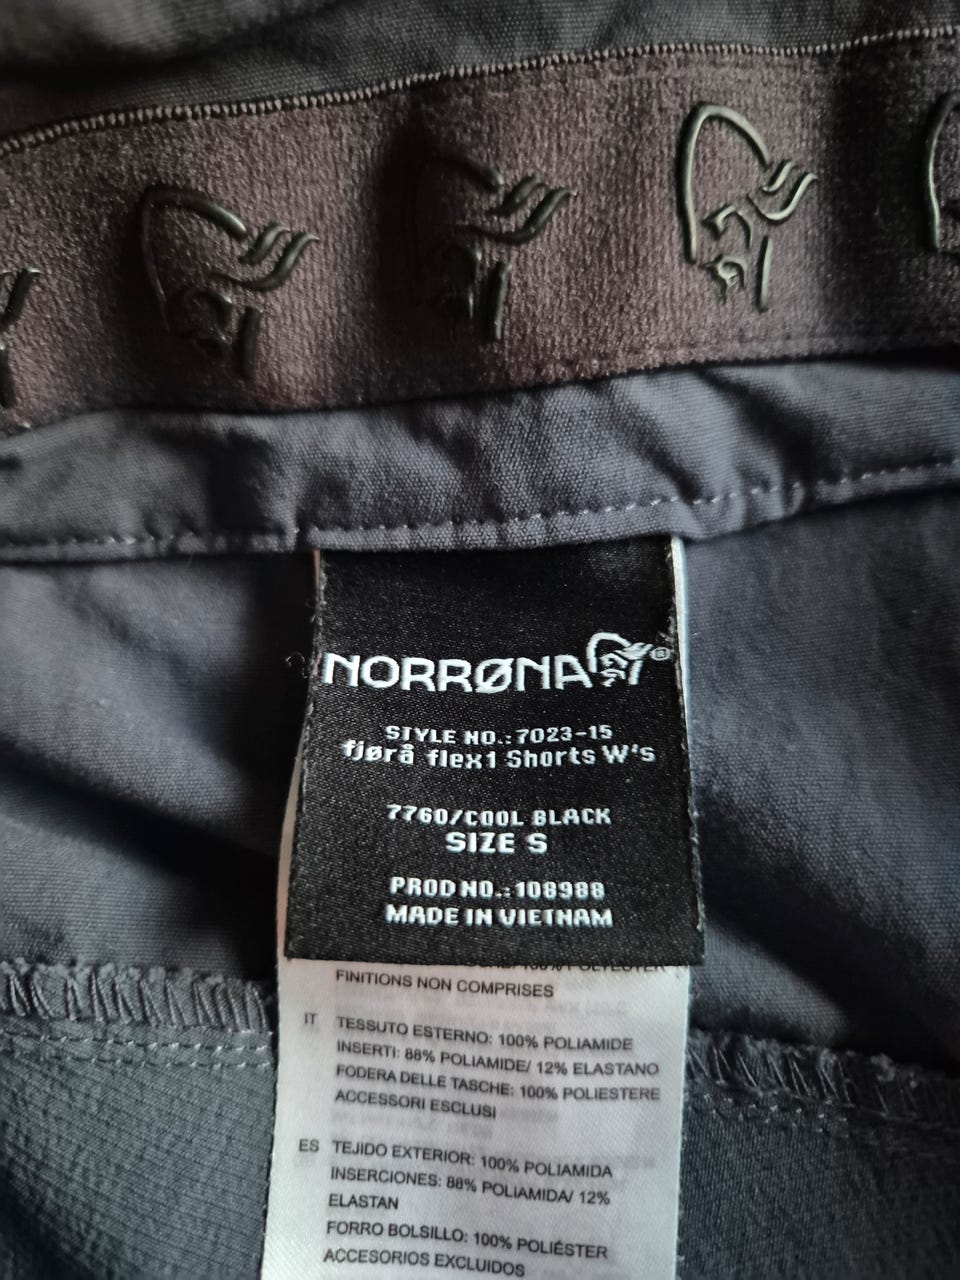 NORRØNA®
STYLE NO.:7023-15
fjørå flex1 Shorts W's
7760/COOL BLACK
SIZE S
PROD NO.:108988
MADE IN VIETNAM
100% POLYESTER
FINITIONS NON COMPRISES
IT TESSUTO ESTERNO: 100% POLIAMIDE
INSERTI: 88% POLIAMIDE/ 12% ELASTANO
FODERA DELLE TASCHE: 100% POLIESTERE
ACCESSORI ESCLUSI
ES TEJIDO EXTERIOR: 100% POLIAMIDA
INSERCIONES: 88% POLIAMIDA/ 12%
ELASTAN
FORRO BOLSILLO: 100% POLIÉSTER
ACCESORIOS EXCLUIDOS